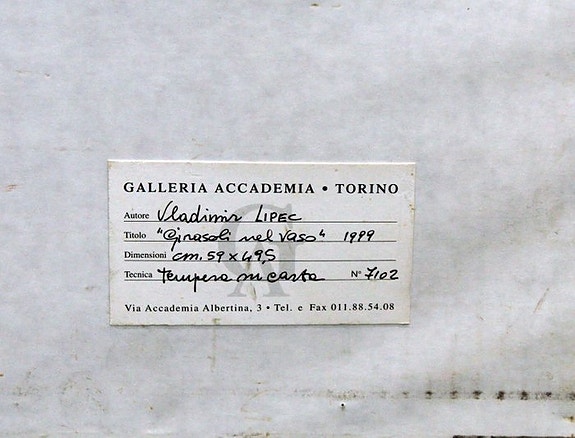 GALLERIA ACCADEMIA • TORINO
Autore Vladimir LIPEC
Titolo "Girasoli nel vaso" 1999
Dimensioni cm. 59 x 49,5
Tecnica tempera su carta N° 7102
Via Accademia Albertina, 3 • Tel. e Fax 011.88.54.08